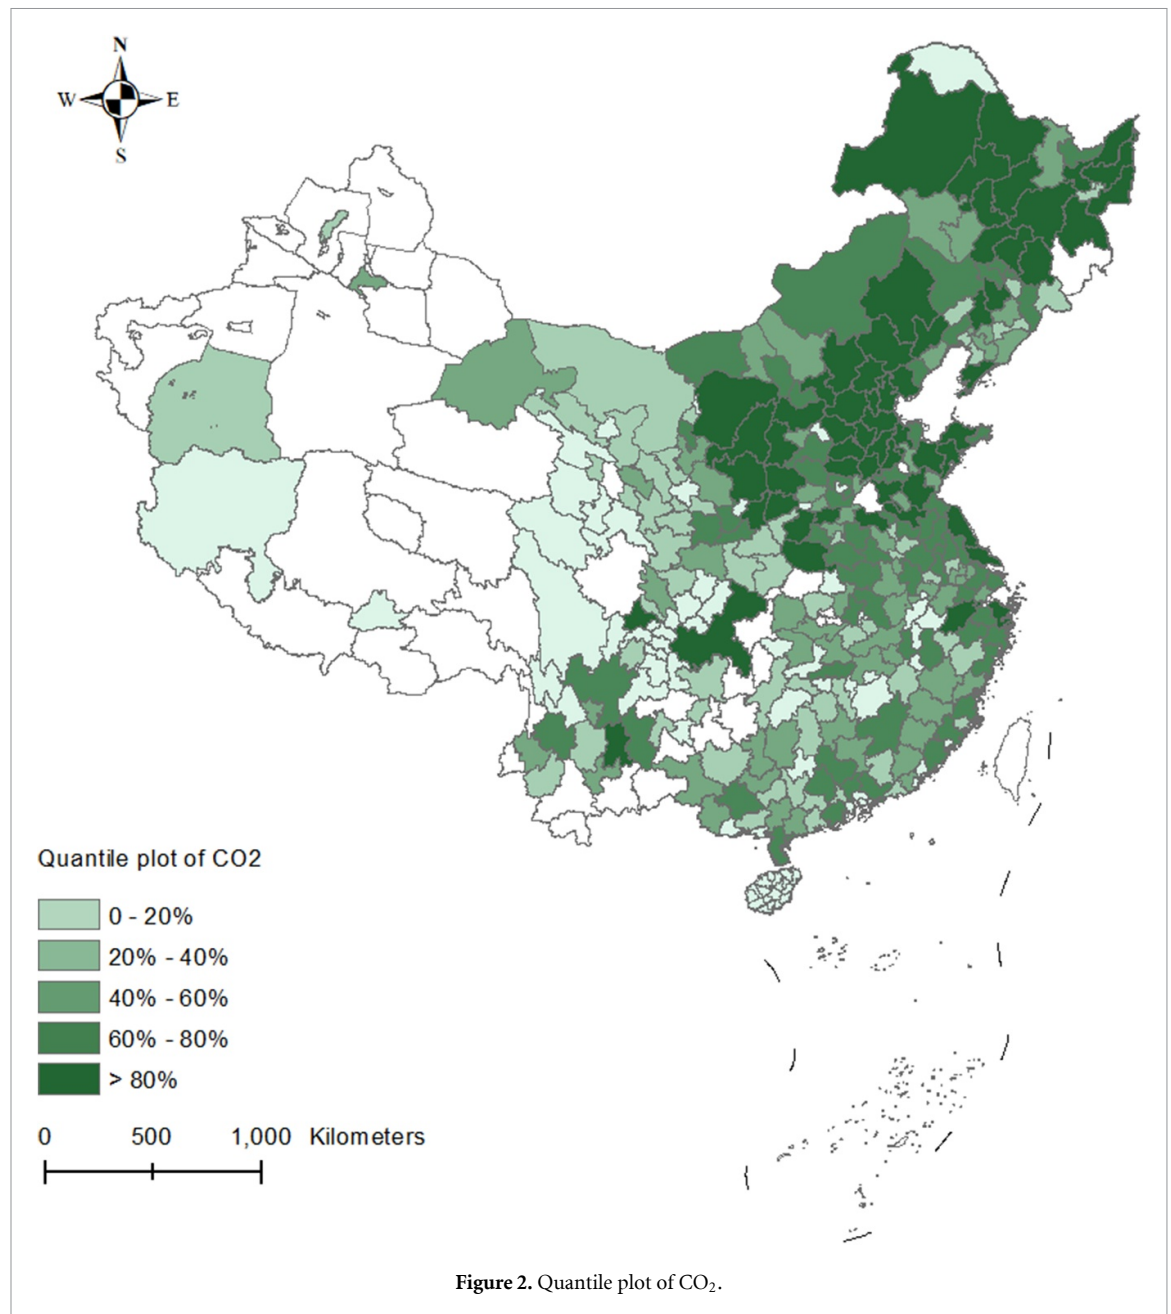 N
W E
S
Quantile plot of CO2
0 - 20%
20% - 40%
40% - 60%
60% - 80%
> 80%
0 500 1,000 Kilometers
Figure 2. Quantile plot of CO₂.